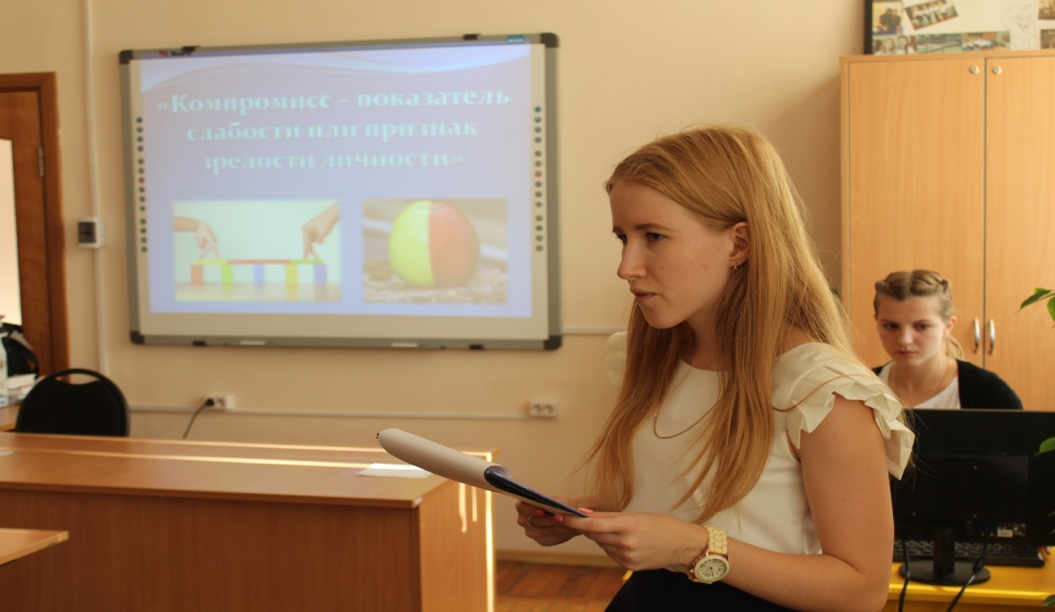 «Компромисс – показатель
слабости или признак
зрелости личности»